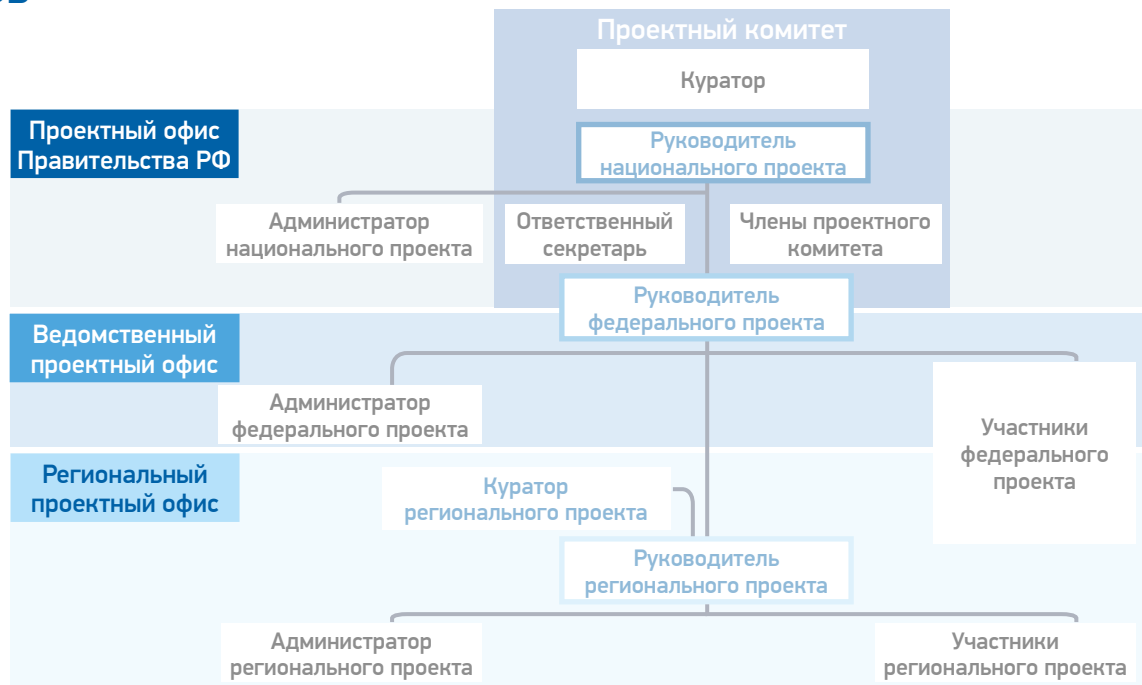 Проектный комитет
Куратор
Проектный офис
Правительства РФ
Руководитель
национального проекта
Администратор
национального проекта
Ответственный
секретарь
Члены проектного
комитета
Руководитель
федерального проекта
Ведомственный
проектный офис
Администратор
федерального проекта
Участники
федерального
проекта
Региональный
проектный офис
Куратор
регионального проекта
Руководитель
регионального проекта
Администратор
регионального проекта
Участники
регионального проекта